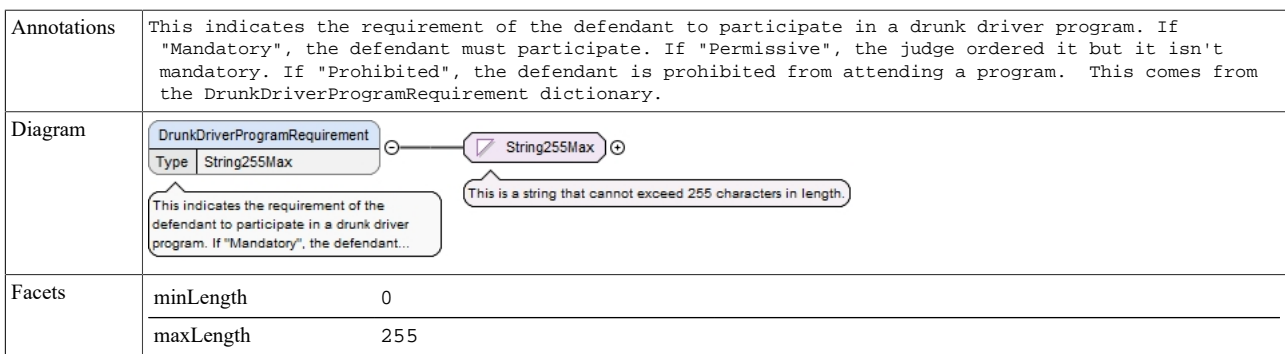 Annotations
This indicates the requirement of the defendant to participate in a drunk driver program. If
"Mandatory", the defendant must participate. If "Permissive", the judge ordered it but it isn't
mandatory. If "Prohibited", the defendant is prohibited from attending a program.  This comes from
the DrunkDriverProgramRequirement dictionary.
Diagram
DrunkDriverProgramRequirement
Type String255Max
String255Max
This is a string that cannot exceed 255 characters in length.
This indicates the requirement of the
defendant to participate in a drunk driver
program. If "Mandatory", the defendant...
Facets
minLength 0
maxLength 255